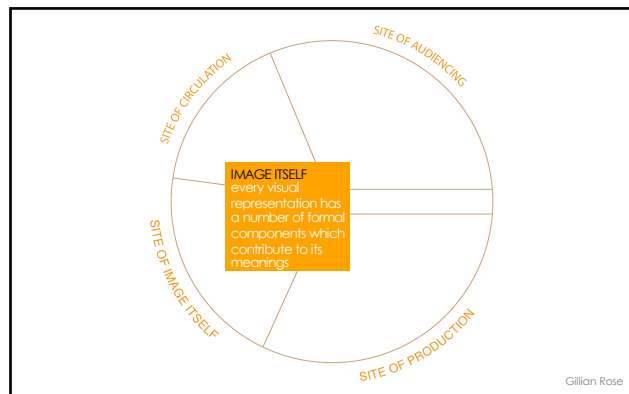 SITE OF CIRCULATION
SITE OF AUDIENCING
IMAGE ITSELF
every visual
representation has
a number of formal
components which
contribute to its
meanings
SITE OF IMAGE ITSELF
SITE OF PRODUCTION
Gillian Rose